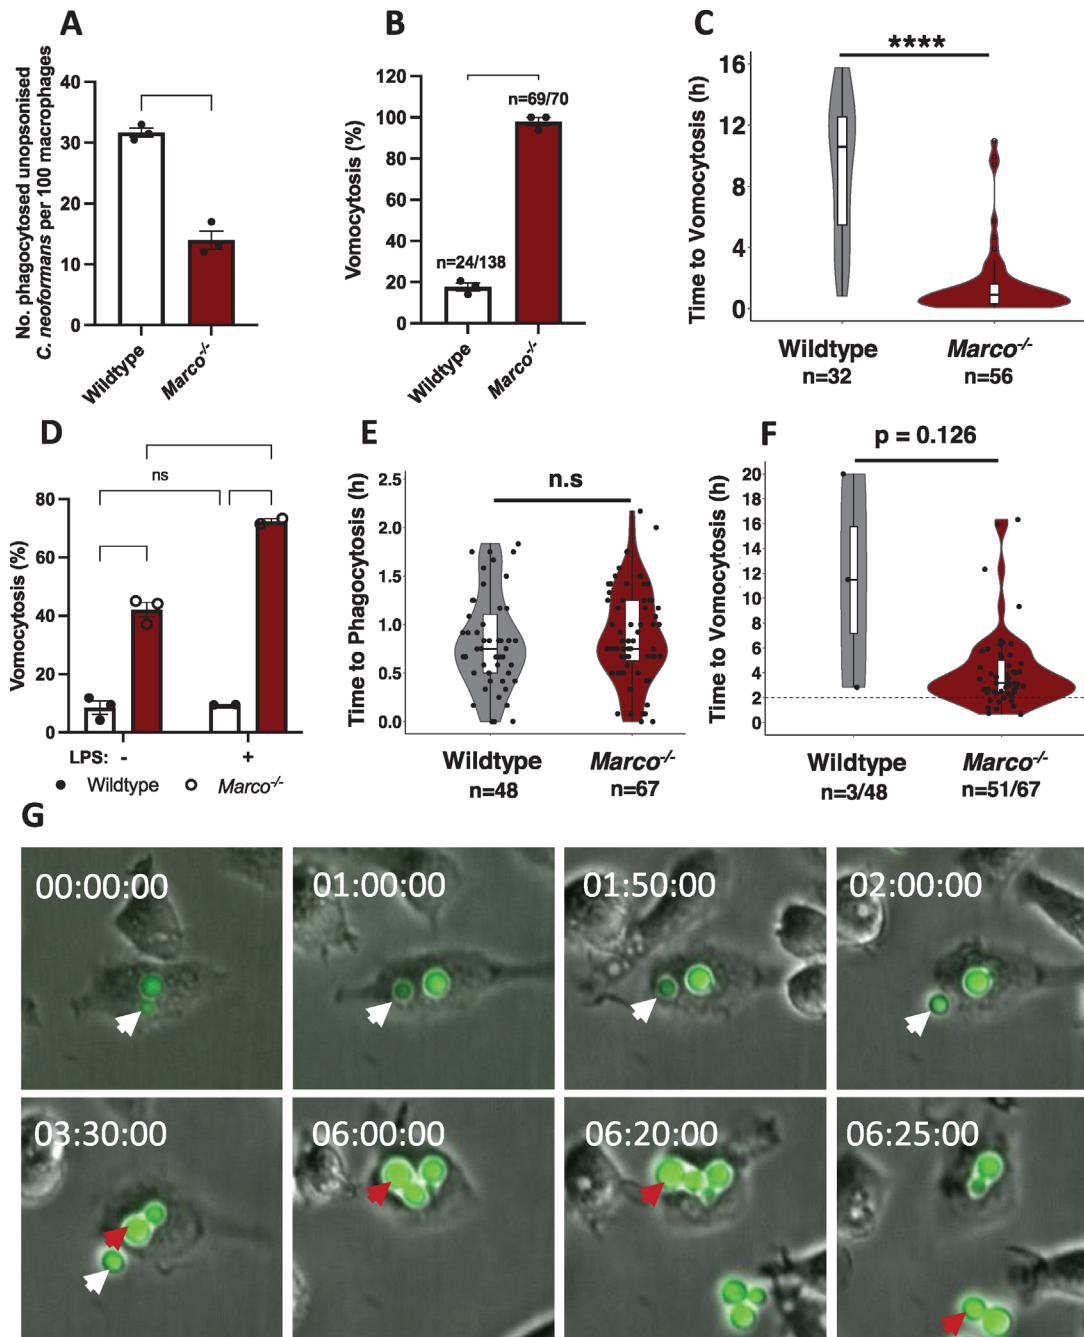 A
No. phagocytosed unopsonised
C. neoformans per 100 macrophages
40
30
20
10
0
Wildtype
Marco-/-
B
Vomocytosis (%)
120
100
80
60
40
20
0
n=69/70
n=24/138
Wildtype
Marco-/-
C
Time to Vomocytosis (h)
16
12
8
4
0
****
Wildtype
n=32
Marco-/-
n=56
D
Vomocytosis (%)
80
60
40
20
0
ns
LPS: - +
Wildtype Marco-/-
E
Time to Phagocytosis (h)
2.5
2.0
1.5
1.0
0.5
0.0
n.s
Wildtype
n=48
Marco-/-
n=67
F
p = 0.126
Time to Vomocytosis (h)
20
18
16
14
12
10
8
6
4
2
0
Wildtype
n=3/48
Marco-/-
n=51/67
G
00:00:00
01:00:00
01:50:00
02:00:00
03:30:00
06:00:00
06:20:00
06:25:00